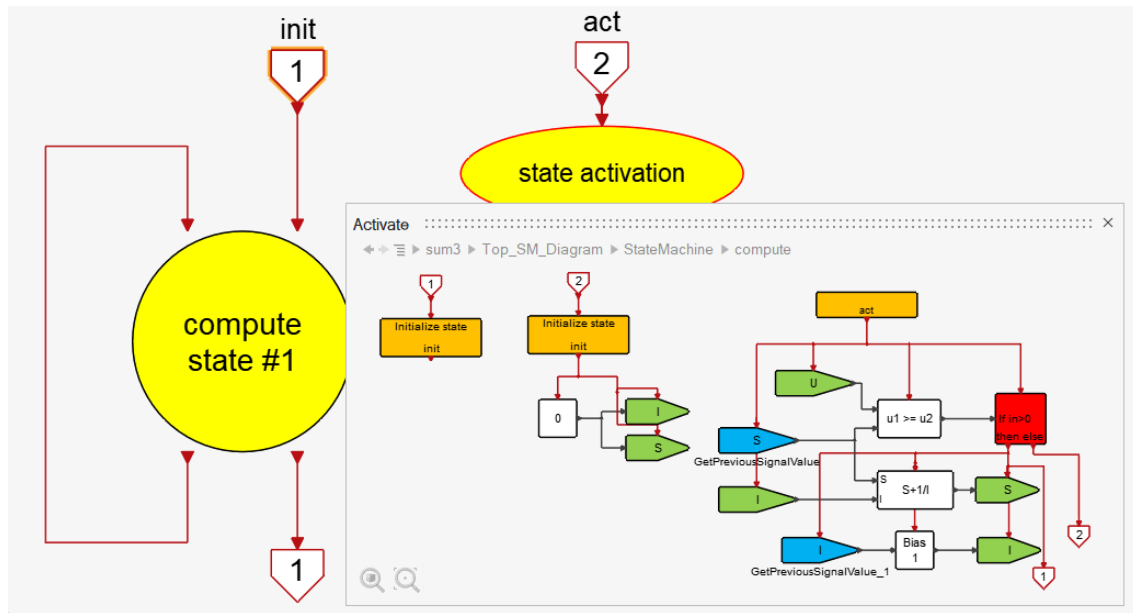 init
1
act
2
state activation
compute
state #1
1
Activate
sum3 Top_SM_Diagram StateMachine compute
1
Initialize state
init
2
Initialize state
init
0
I
S
act
U
u1 >= u2
If in>0
then else
S
GetPreviousSignalValue
S
I
S+1/I
S
I
2
I
GetPreviousSignalValue_1
Bias
1
I
1